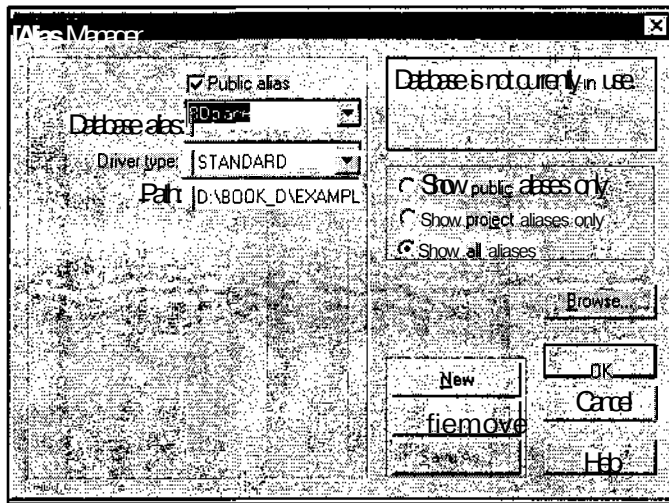 Alias Manager
Public alias
Database alias:
Driver type: STANDARD
Path: D:\BOOK_D\EXAMPL
Database is not currently in use.
Show public aliases only
Show project aliases only
Show all aliases
Browse...
New
OK
Cancel
Remove
Help